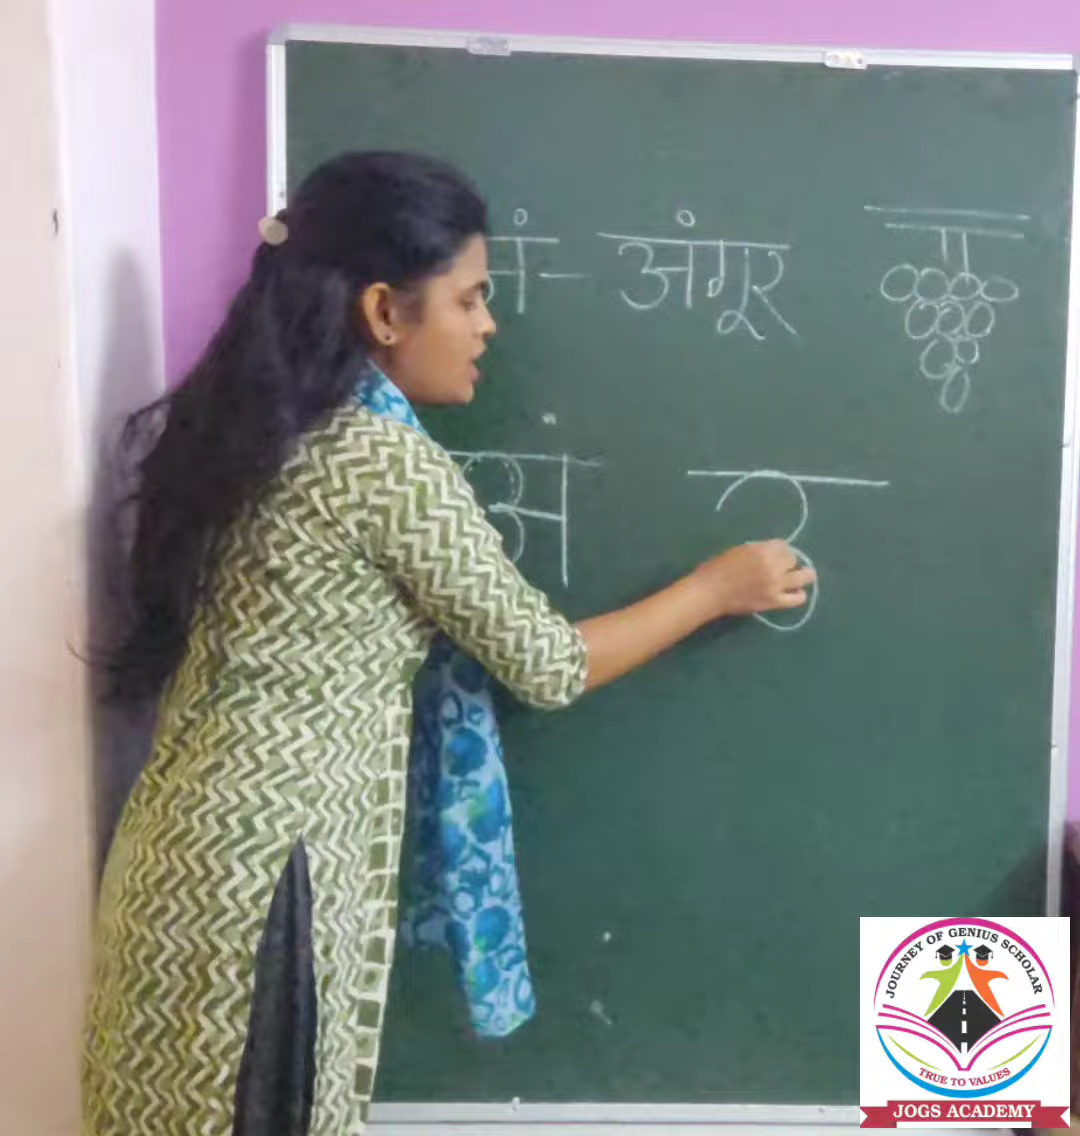 अं - अंगूर
अ उ
JOURNEY OF GENIUS SCHOLAR
TRUE TO VALUES
JOGS ACADEMY